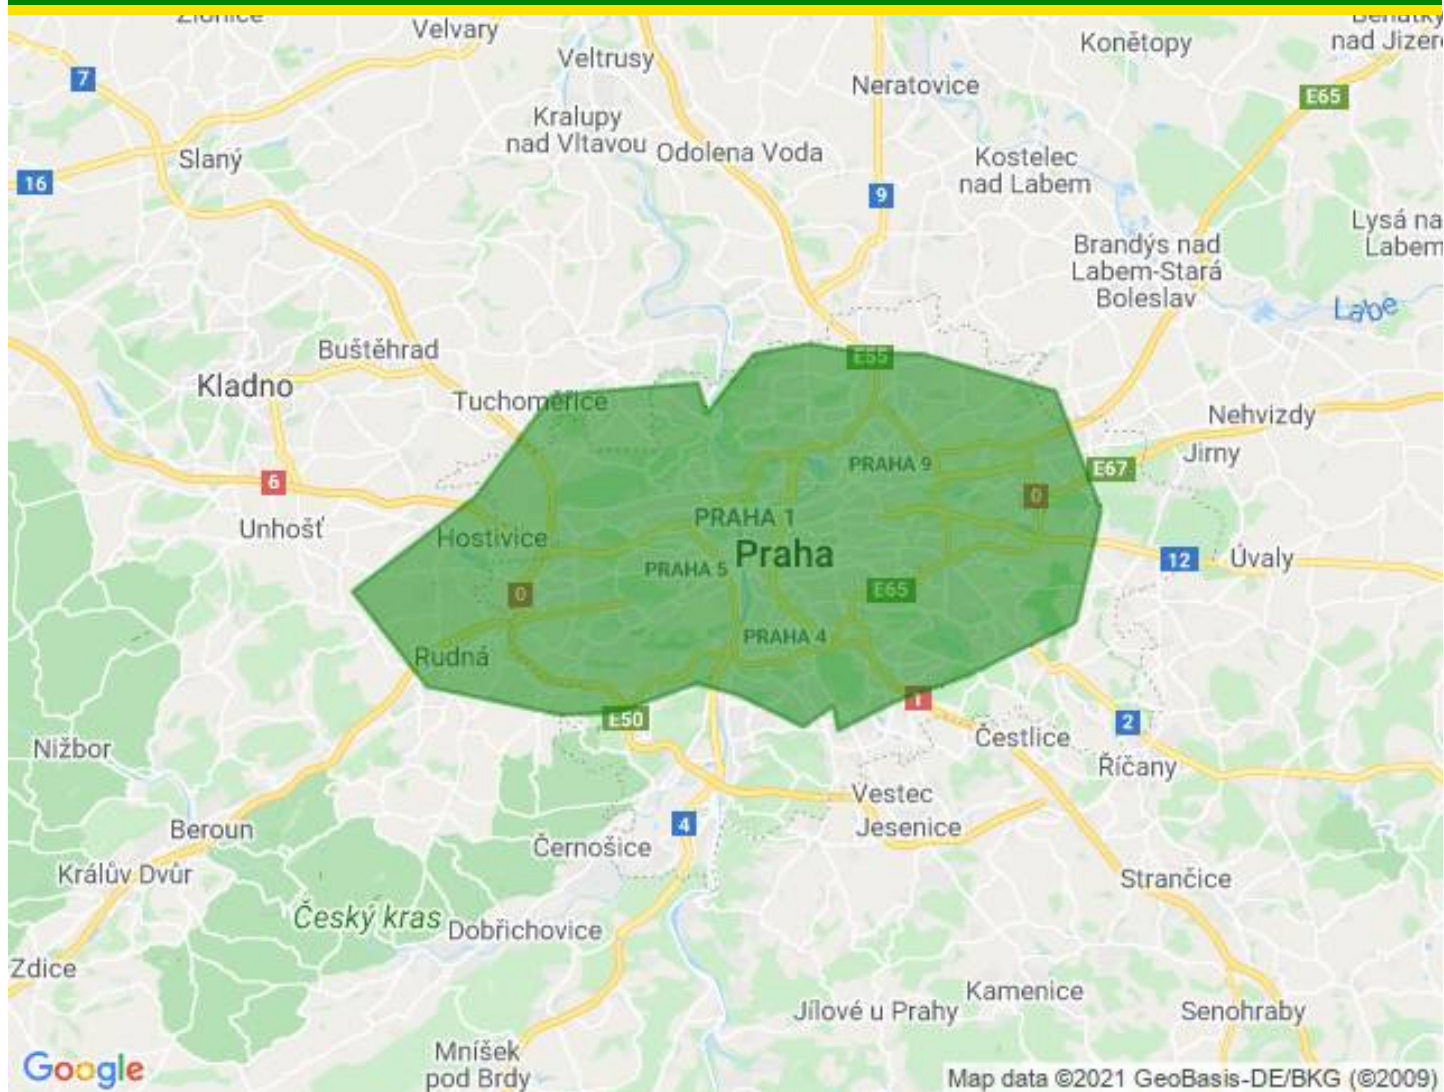 Velvary
Konětopy
nad Jizero
7
Veltrusy
Neratovice
E65
Kralupy
nad Vltavou
Odolena Voda
Slaný
Kostelec
nad Labem
16
9
Lysá na
Labem
Brandýs nad
Labem-Stará
Boleslav
Labe
Buštěhrad
E55
Kladno
Tuchoměřice
Nehvizdy
Jirny
PRAHA 9
E67
6
0
PRAHA 1
Unhošť
Hostivice
Praha
12
Úvaly
PRAHA 5
0
E65
PRAHA 4
Rudná
1
E50
2
Čestlice
Nižbor
Říčany
Vestec
Jesenice
Beroun
4
Černošice
Králův Dvůr
Strančice
Český kras
Dobřichovice
Zdice
Kamenice
Jílové u Prahy
Senohraby
Mníšek
pod Brdy
Google
Map data ©2021 GeoBasis-DE/BKG (©2009)